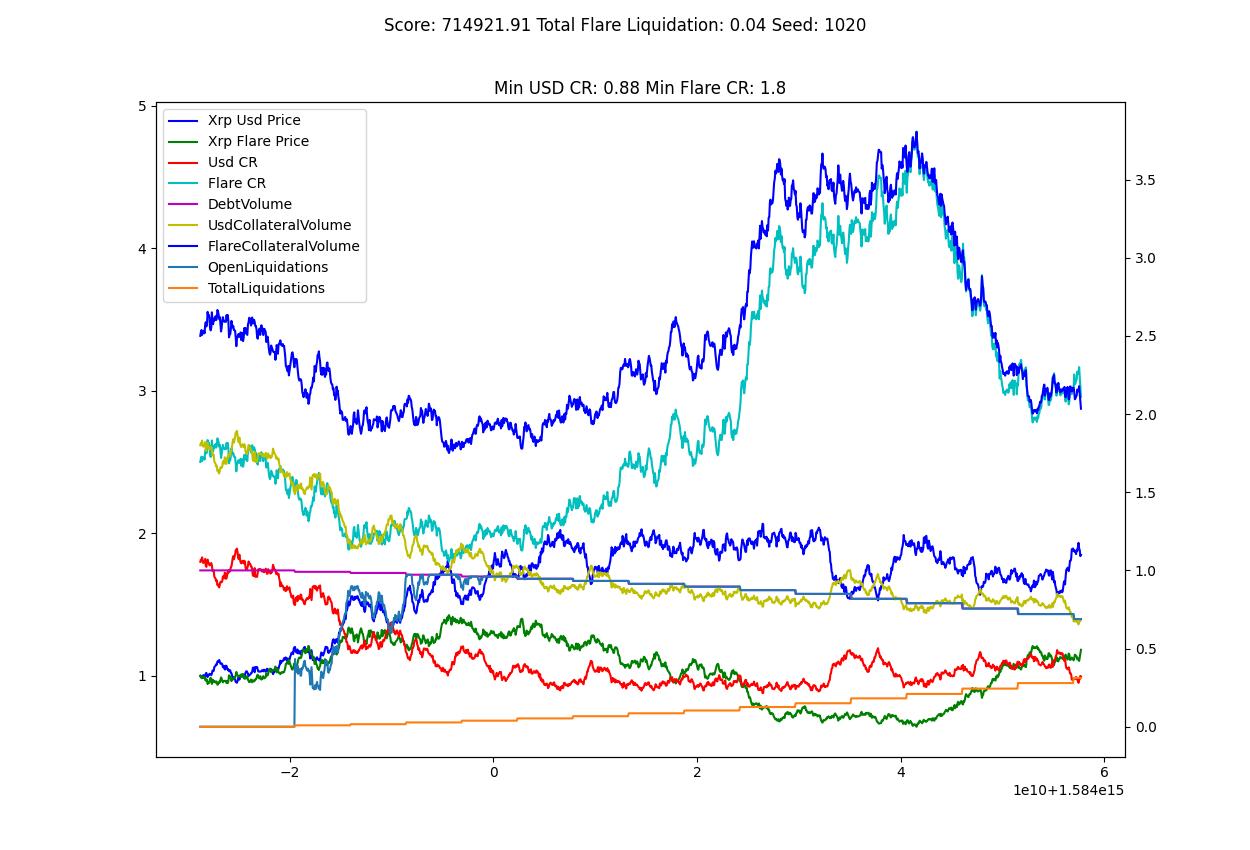 Score: 714921.91 Total Flare Liquidation: 0.04 Seed: 1020
Min USD CR: 0.88 Min Flare CR: 1.8
Xrp Usd Price
Xrp Flare Price
Usd CR
Flare CR
DebtVolume
UsdCollateralVolume
FlareCollateralVolume
OpenLiquidations
TotalLiquidations
5
4
3
2
1
3.5
3.0
2.5
2.0
1.5
1.0
0.5
0.0
−2
0
2
4
6
1e10+1.584e15